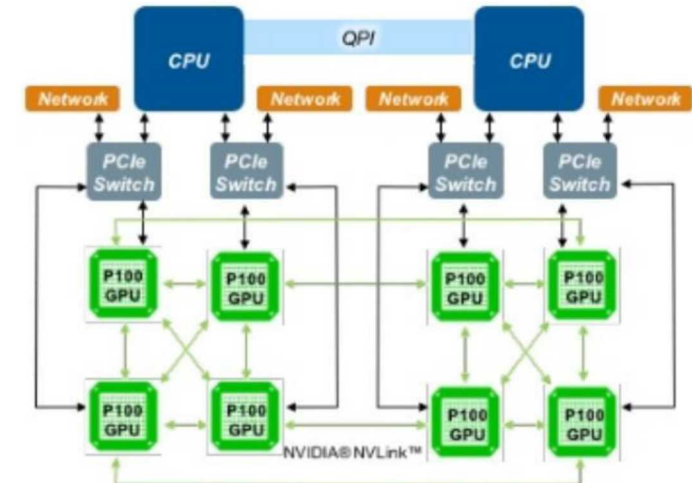 QPI
CPU
CPU
Network
Network
Network
Network
PCIe
Switch
PCIe
Switch
PCIe
Switch
PCIe
Switch
P100
GPU
P100
GPU
P100
GPU
P100
GPU
P100
GPU
P100
GPU
P100
GPU
P100
GPU
NVIDIA® NVLink™